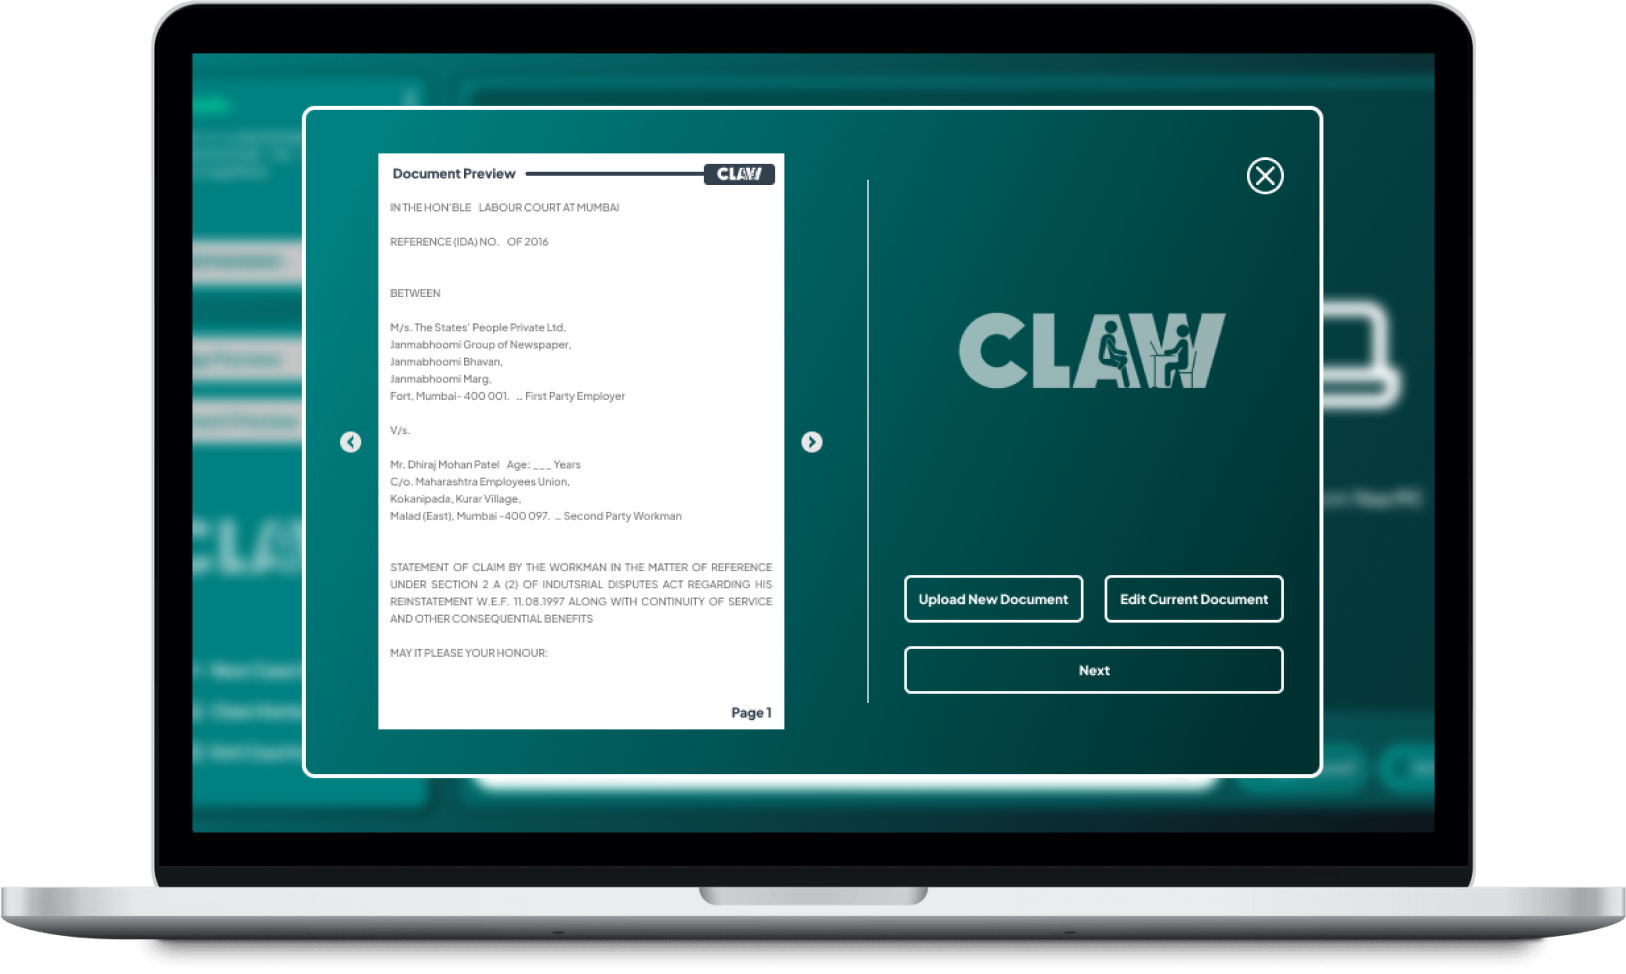 Document Preview CLAW
IN THE HON'BLE LABOUR COURT AT MUMBAI
REFERENCE (IDA) NO. OF 2016
BETWEEN
M/s. The States' People Private Ltd,
Janmabhoomi Group of Newspaper,
Janmabhoomi Bhavan,
Janmabhoomi Marg,
Fort, Mumbai- 400 001. ... First Party Employer
V/s.
Mr. Dhiraj Mohan Patel Age: ___ Years
C/o. Maharashtra Employees Union,
Kokanipada, Kurar Village,
Malad (East), Mumbai -400 097. ... Second Party Workman
STATEMENT OF CLAIM BY THE WORKMAN IN THE MATTER OF REFERENCE
UNDER SECTION 2 A (2) OF INDUTSRIAL DISPUTES ACT REGARDING HIS
REINSTATEMENT W.E.F. 11.08.1997 ALONG WITH CONTINUITY OF SERVICE
AND OTHER CONSEQUENTIAL BENEFITS
MAY IT PLEASE YOUR HONOUR:
Page 1
CLAW
Upload New Document
Edit Current Document
Next